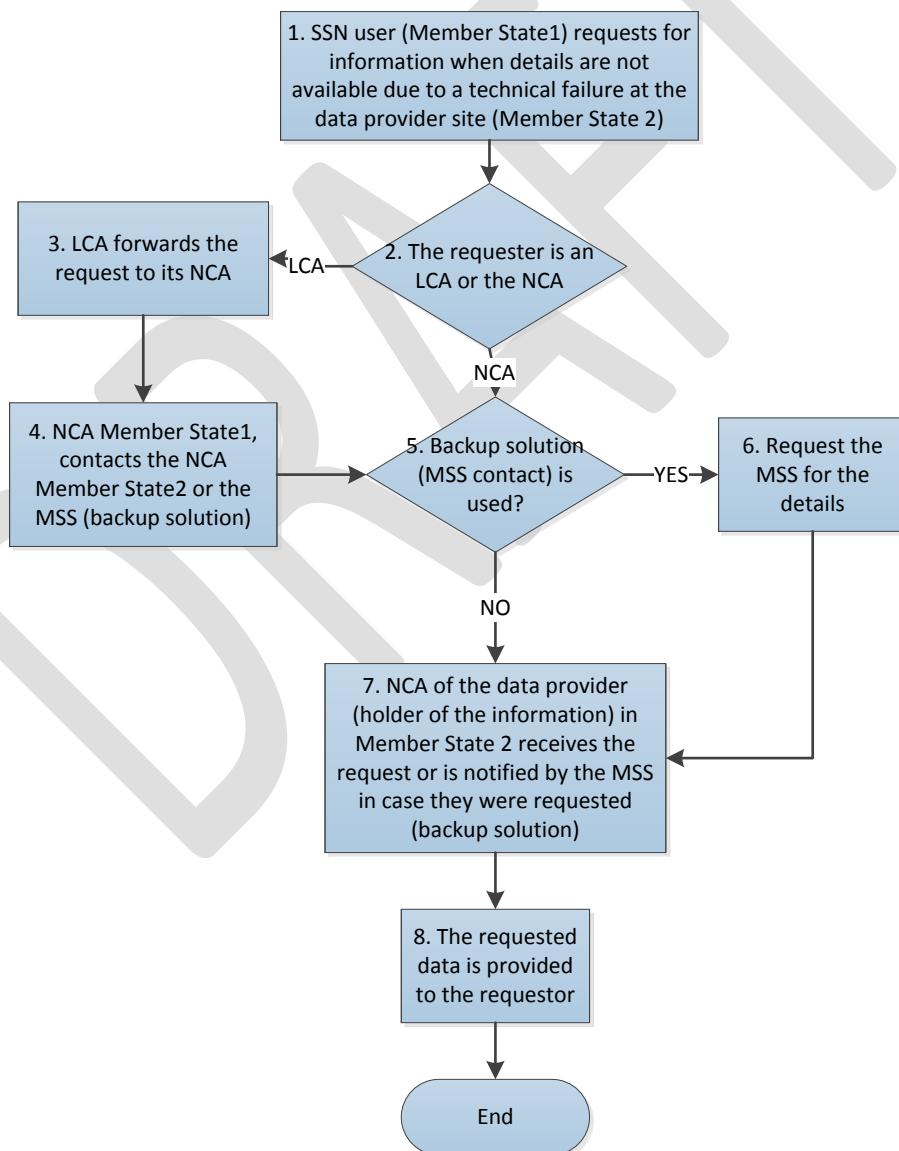 1. SSN user (Member State1) requests for
information when details are not
available due to a technical failure at the
data provider site (Member State 2)
2. The requester is an
LCA or the NCA
LCA
3. LCA forwards the
request to its NCA
NCA
4. NCA Member State1,
contacts the NCA
Member State2 or the
MSS (backup solution)
5. Backup solution
(MSS contact) is
used?
YES
6. Request the
MSS for the
details
NO
7. NCA of the data provider
(holder of the information) in
Member State 2 receives the
request or is notified by the MSS
in case they were requested
(backup solution)
8. The requested
data is provided
to the requestor
End
DRAFT